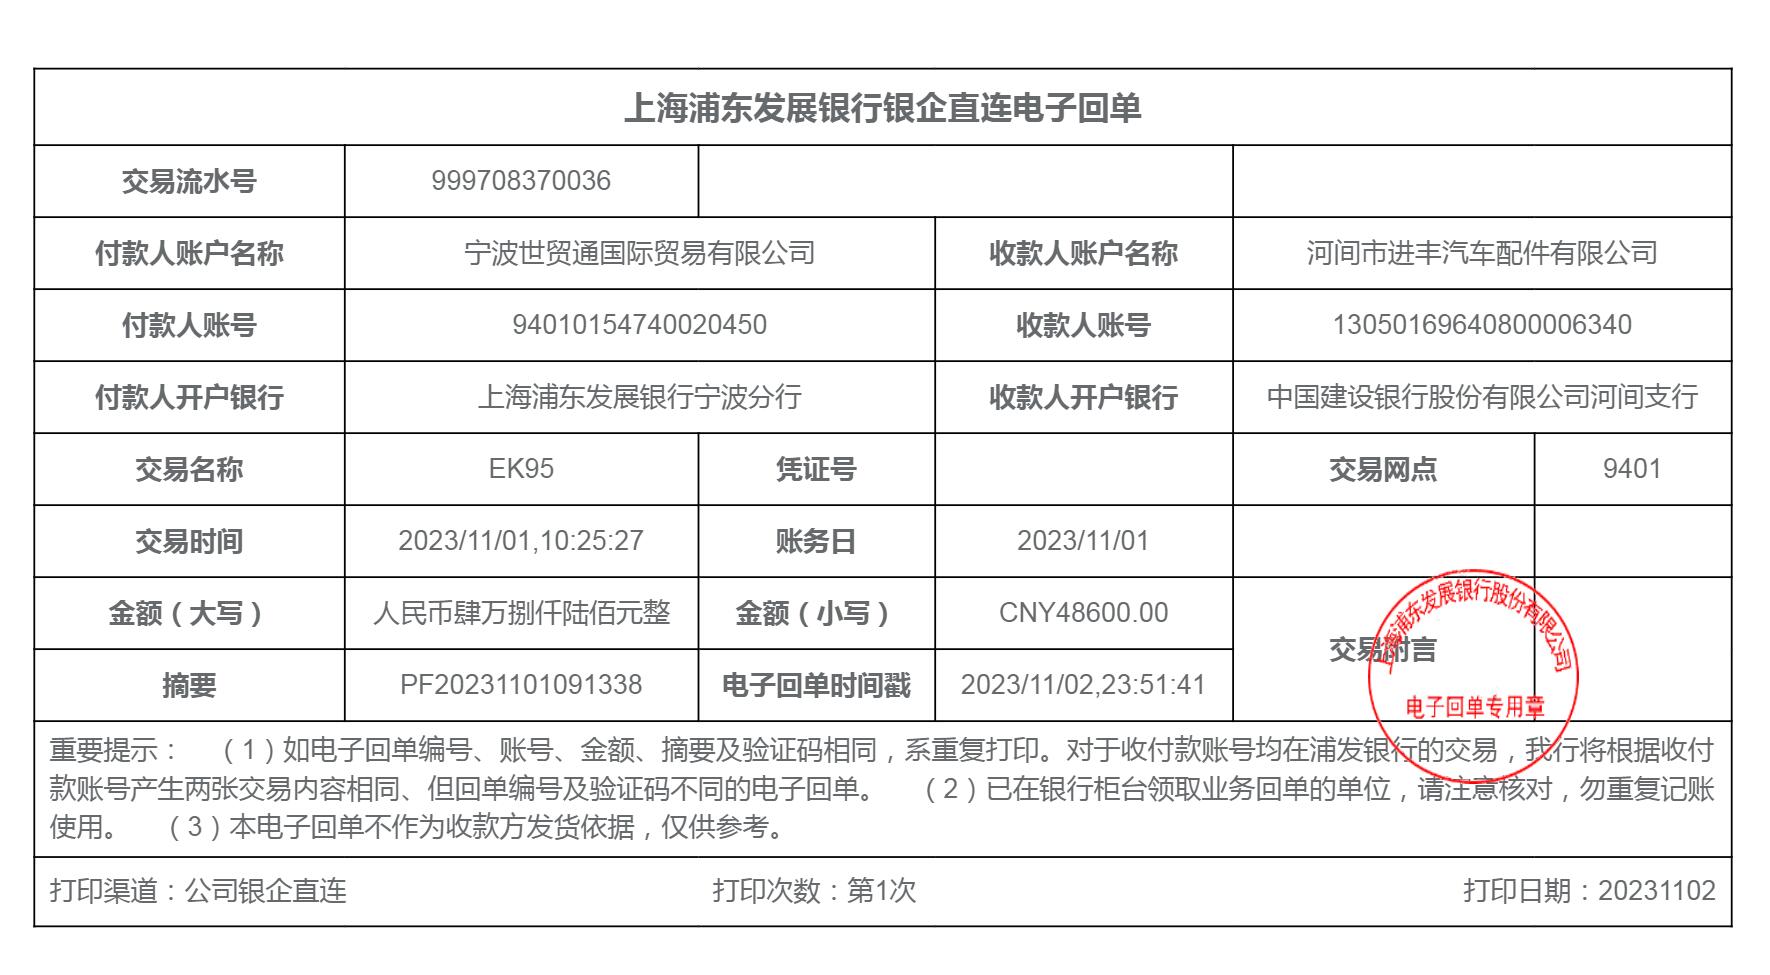 上海浦东发展银行银企直连电子回单
交易流水号 999708370036
付款人账户名称 宁波世贸通国际贸易有限公司 收款人账户名称 河间市进丰汽车配件有限公司
付款人账号 94010154740020450 收款人账号 13050169640800006340
付款人开户银行 上海浦东发展银行宁波分行 收款人开户银行 中国建设银行股份有限公司河间支行
交易名称 EK95 凭证号 交易网点 9401
交易时间 2023/11/01,10:25:27 账务日 2023/11/01
金额（大写） 人民币肆万捌仟陆佰元整 金额（小写） CNY48600.00
交易附言
摘要 PF20231101091338 电子回单时间戳 2023/11/02,23:51:41
上海浦东发展银行股份有限公司
电子回单专用章
重要提示： （1）如电子回单编号、账号、金额、摘要及验证码相同，系重复打印。对于收付款账号均在浦发银行的交易，我行将根据收付
款账号产生两张交易内容相同、但回单编号及验证码不同的电子回单。 （2）已在银行柜台领取业务回单的单位，请注意核对，勿重复记账
使用。 （3）本电子回单不作为收款方发货依据，仅供参考。
打印渠道：公司银企直连 打印次数：第1次 打印日期：20231102